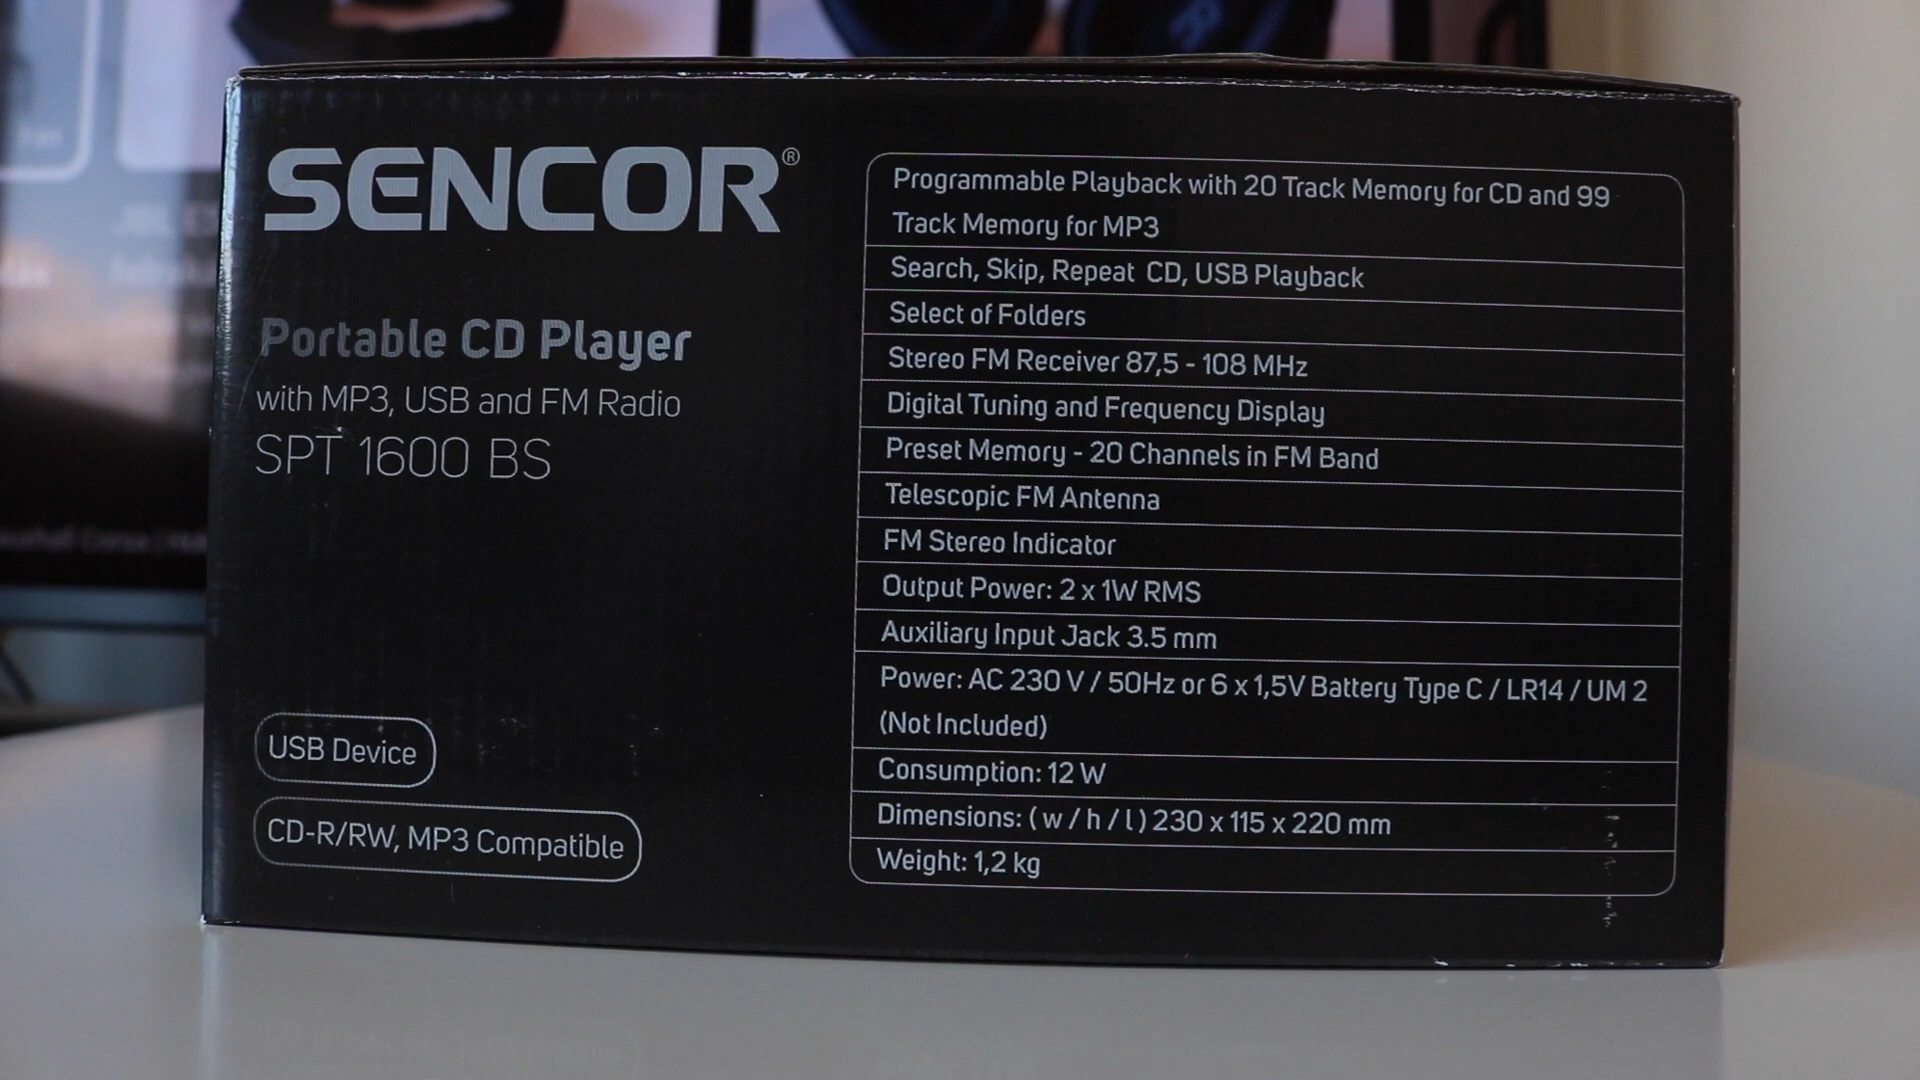 SENCOR®
Portable CD Player
with MP3, USB and FM Radio
SPT 1600 BS
USB Device
CD-R/RW, MP3 Compatible
Programmable Playback with 20 Track Memory for CD and 99
Track Memory for MP3
Search, Skip, Repeat CD, USB Playback
Select of Folders
Stereo FM Receiver 87,5 - 108 MHz
Digital Tuning and Frequency Display
Preset Memory - 20 Channels in FM Band
Telescopic FM Antenna
FM Stereo Indicator
Output Power: 2 x 1W RMS
Auxiliary Input Jack 3.5 mm
Power: AC 230 V / 50Hz or 6 x 1,5V Battery Type C / LR14 / UM 2
(Not Included)
Consumption: 12 W
Dimensions: ( w / h / l ) 230 x 115 x 220 mm
Weight: 1,2 kg